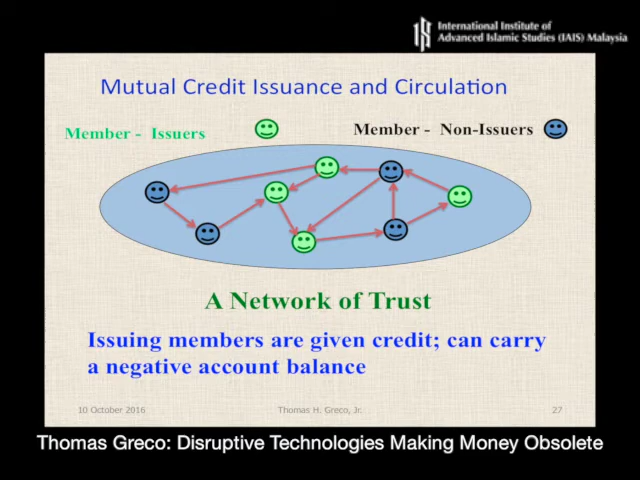 International Institute of
Advanced Islamic Studies (IAIS) Malaysia
Mutual Credit Issuance and Circulation
Member - Issuers
Member - Non-Issuers
A Network of Trust
Issuing members are given credit; can carry
a negative account balance
10 October 2016
Thomas H. Greco, Jr.
27
Thomas Greco: Disruptive Technologies Making Money Obsolete